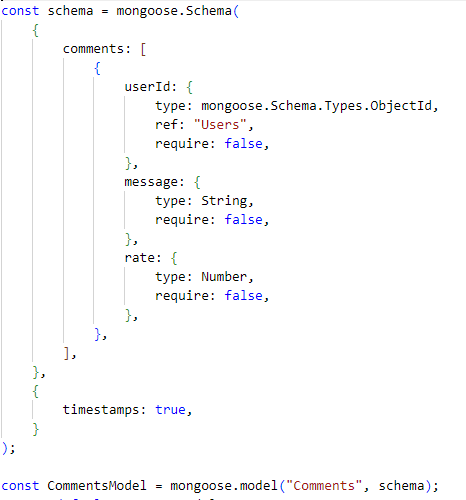 const schema = mongoose.Schema(
{
comments: [
{
userId: {
type: mongoose.Schema.Types.ObjectId,
ref: "Users",
require: false,
},
message: {
type: String,
require: false,
},
rate: {
type: Number,
require: false,
},
},
],
},
{
timestamps: true,
}
);
const CommentsModel = mongoose.model("Comments", schema);